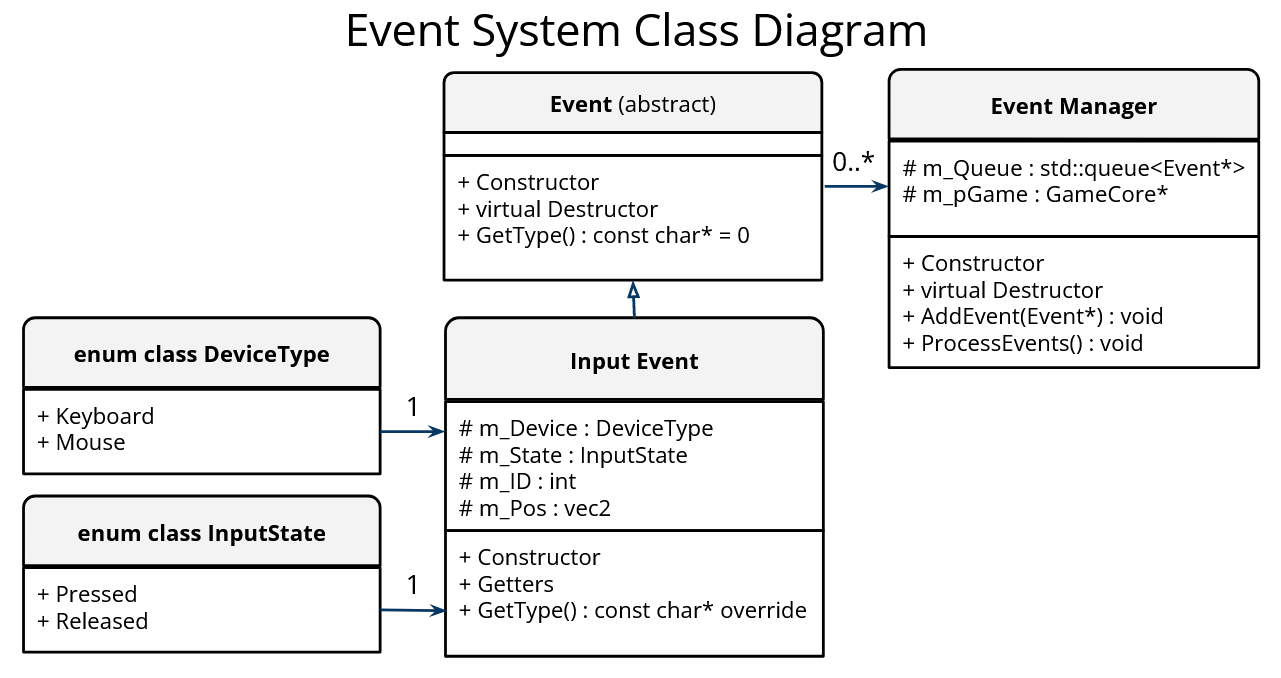 Event System Class Diagram
Event (abstract)
+ Constructor
+ virtual Destructor
+ GetType() : const char* = 0
0..*
Event Manager
# m_Queue : std::queue<Event*>
# m_pGame : GameCore*
+ Constructor
+ virtual Destructor
+ AddEvent(Event*) : void
+ ProcessEvents() : void
enum class DeviceType
+ Keyboard
+ Mouse
1
Input Event
# m_Device : DeviceType
# m_State : InputState
# m_ID : int
# m_Pos : vec2
+ Constructor
+ Getters
+ GetType() : const char* override
enum class InputState
+ Pressed
+ Released
1